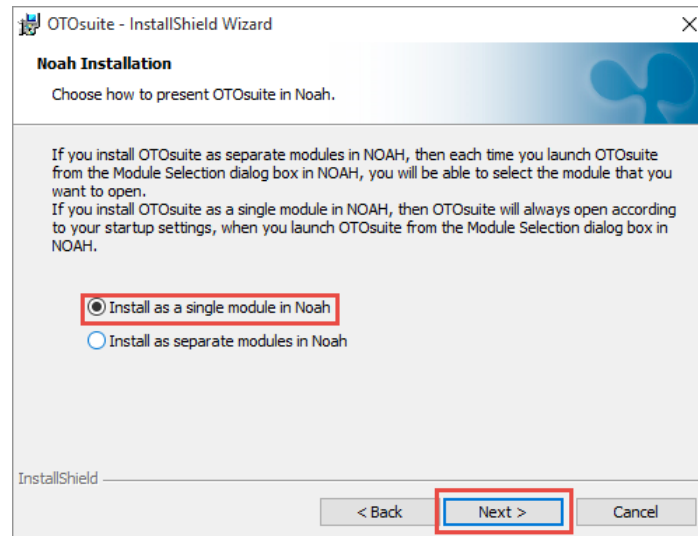 OTOsuite - InstallShield Wizard
Noah Installation
Choose how to present OTOsuite in Noah.
If you install OTOsuite as separate modules in NOAH, then each time you launch OTOsuite
from the Module Selection dialog box in NOAH, you will be able to select the module that you
want to open.
If you install OTOsuite as a single module in NOAH, then OTOsuite will always open according
to your startup settings, when you launch OTOsuite from the Module Selection dialog box in
NOAH.
Install as a single module in Noah
Install as separate modules in Noah
InstallShield
< Back Next > Cancel